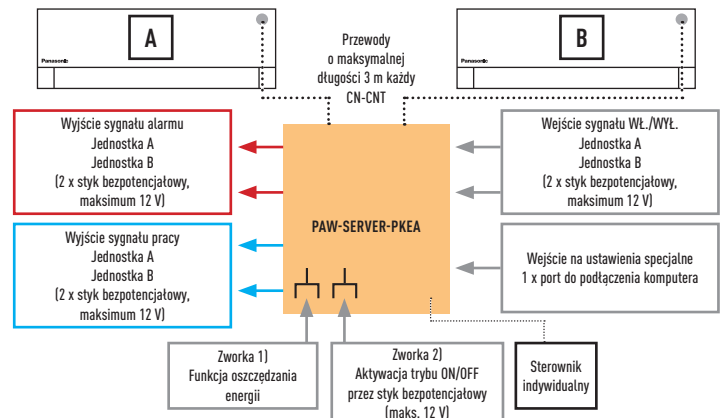 A
Panasonic
Przewody
o maksymalnej
długości 3 m każdy
CN-CNT
B
Panasonic
Wyjście sygnału alarmu
Jednostka A
Jednostka B
(2 x styk bezpotencjałowy,
maksimum 12 V)
Wyjście sygnału pracy
Jednostka A
Jednostka B
(2 x styk bezpotencjałowy,
maksimum 12 V)
PAW-SERVER-PKEA
Wejście sygnału WŁ./WYŁ.
Jednostka A
Jednostka B
(2 x styk bezpotencjałowy,
maksimum 12 V)
Wejście na ustawienia specjalne
1 x port do podłączenia komputera
Zworka 1)
Funkcja oszczędzania
energii
Zworka 2)
Aktywacja trybu ON/OFF
przez styk bezpotencjałowy
(maks. 12 V)
Sterownik
indywidualny